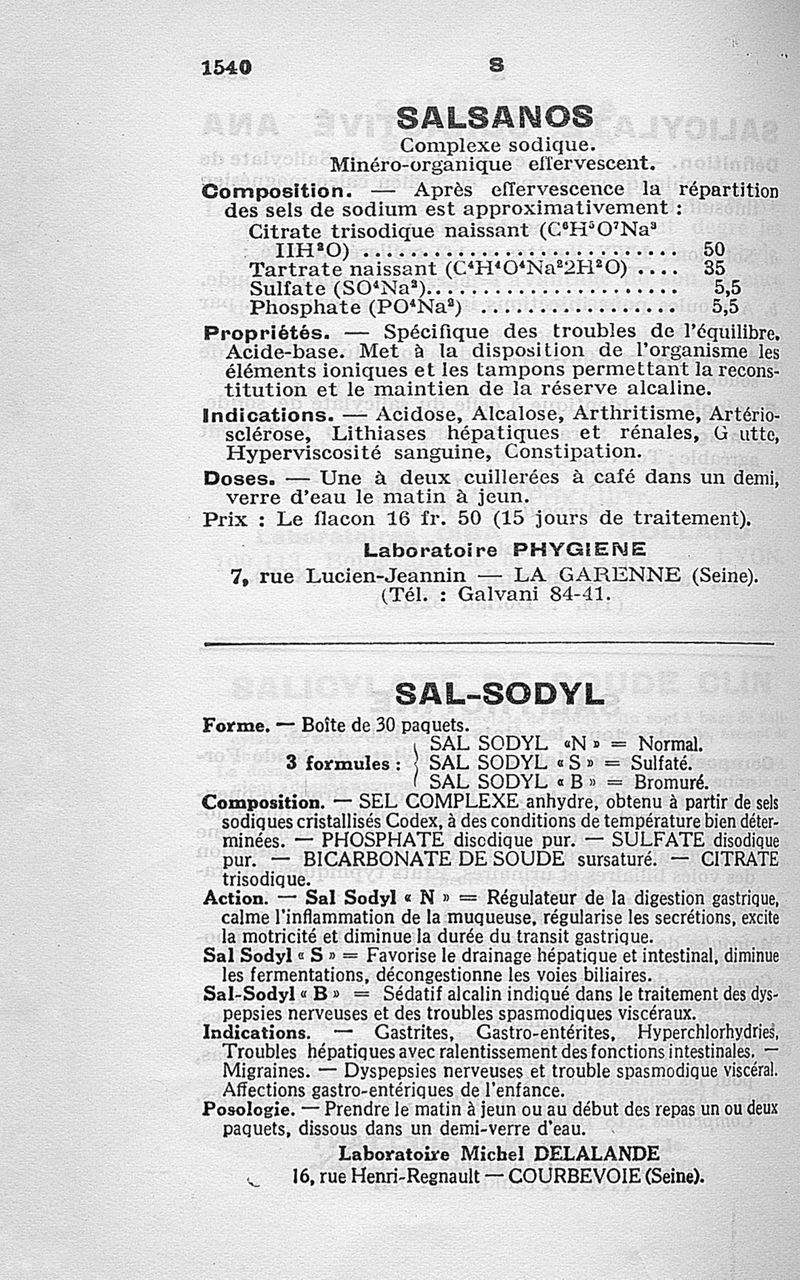 1540
S
SALSANOS
Complexe sodique.
Minéro-organique effervescent.
Composition. — Après effervescence la répartition
des sels de sodium est approximativement :
Citrate trisodique naissant (C⁶H⁵O⁷Na³
IIH²O) ............................ 50
Tartrate naissant (C⁴H⁴O⁴Na²2H²O) .... 35
Sulfate (SO⁴Na²)........................ 5,5
Phosphate (PO⁴Na²) .................. 5,5
Propriétés. — Spécifique des troubles de l'équilibre.
Acide-base. Met à la disposition de l'organisme les
éléments ioniques et les tampons permettant la recons-
titution et le maintien de la réserve alcaline.
Indications. — Acidose, Alcalose, Arthritisme, Artério-
sclérose, Lithiases hépatiques et rénales, G utte,
Hyperviscosité sanguine, Constipation.
Doses. — Une à deux cuillerées à café dans un demi,
verre d'eau le matin à jeun.
Prix : Le flacon 16 fr. 50 (15 jours de traitement).
Laboratoire PHYGIENE
7, rue Lucien-Jeannin — LA GARENNE (Seine).
(Tél. : Galvani 84-41.
SAL-SODYL
Forme. — Boîte de 30 paquets.
SAL SODYL «N » = Normal.
3 formules : { SAL SODYL « S » = Sulfaté.
SAL SODYL « B » = Bromuré.
Composition. — SEL COMPLEXE anhydre, obtenu à partir de sels
sodiques cristallisés Codex, à des conditions de température bien déter-
minées. — PHOSPHATE discdique pur. — SULFATE disodique
pur. — BICARBONATE DE SOUDE sursaturé. — CITRATE
trisodique.
Action. — Sal Sodyl « N » = Régulateur de la digestion gastrique,
calme l'inflammation de la muqueuse, régularise les secrétions, excite
la motricité et diminue la durée du transit gastrique.
Sal Sodyl « S » = Favorise le drainage hépatique et intestinal, diminue
les fermentations, décongestionne les voies biliaires.
Sal-Sodyl « B » = Sédatif alcalin indiqué dans le traitement des dys-
pepsies nerveuses et des troubles spasmodiques viscéraux.
Indications. — Gastrites, Gastro-entérites, Hyperchlorhydries,
Troubles hépatiques avec ralentissement des fonctions intestinales. —
Migraines. — Dyspepsies nerveuses et trouble spasmodique viscéral.
Affections gastro-entériques de l'enfance.
Posologie. — Prendre le matin à jeun ou au début des repas un ou deux
paquets, dissous dans un demi-verre d'eau.
Laboratoire Michel DELALANDE
16, rue Henri-Regnault — COURBEVOIE (Seine).